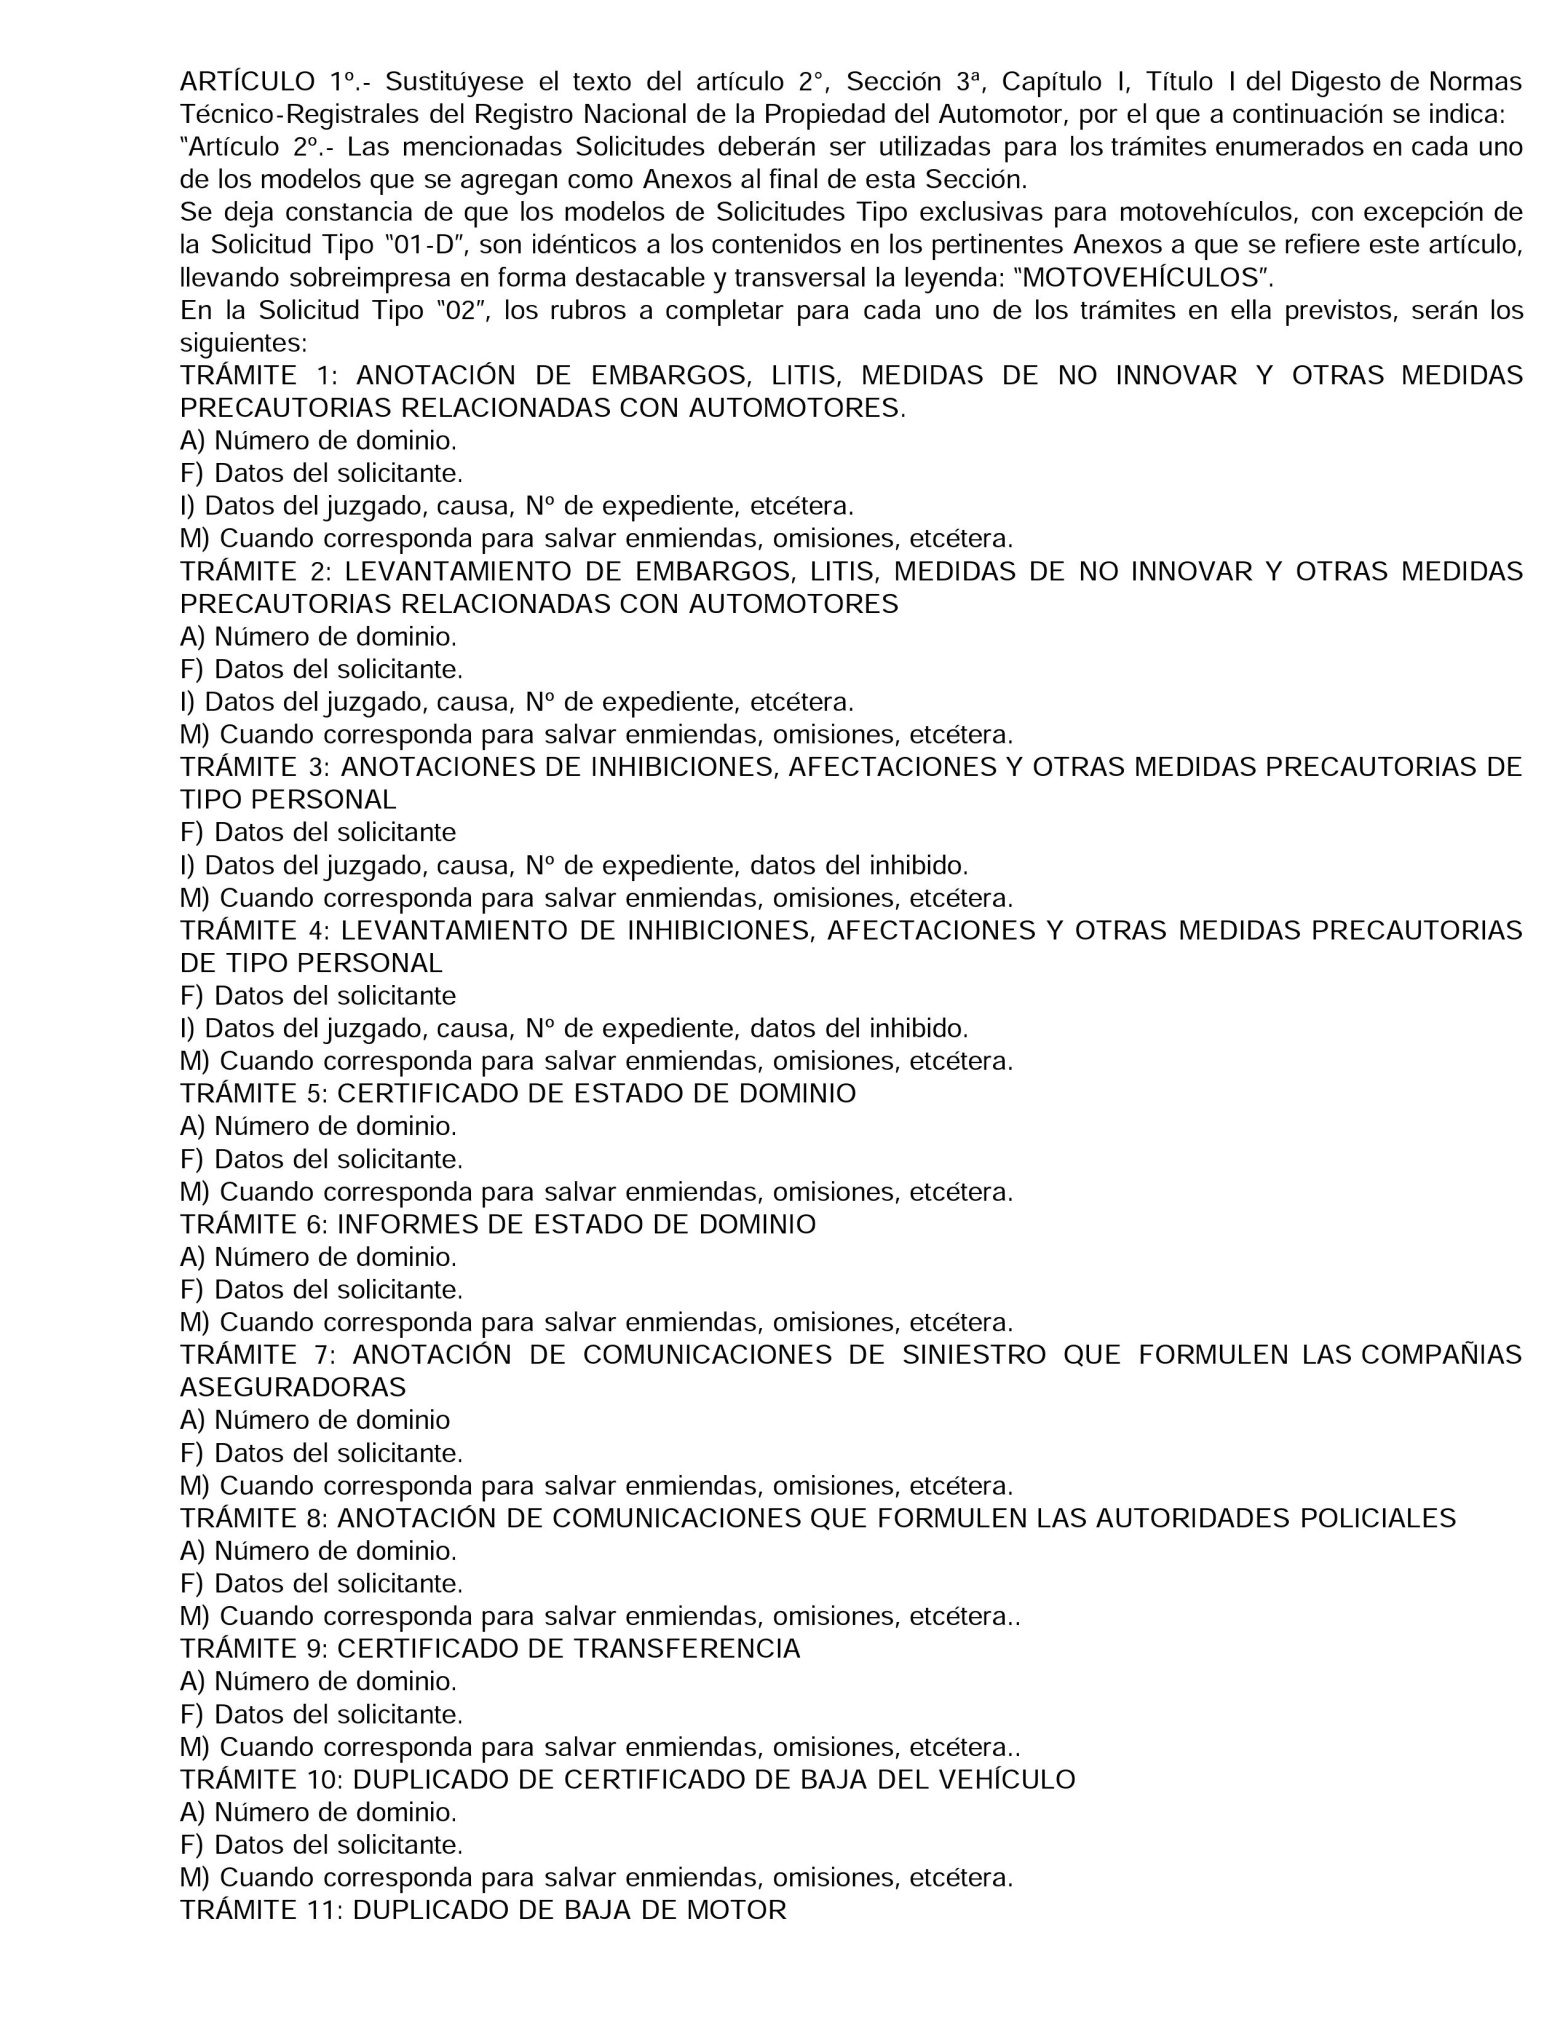 ARTÍCULO 1º.- Sustitúyese el texto del artículo 2°, Sección 3ª, Capítulo I, Título I del Digesto de Normas
Técnico-Registrales del Registro Nacional de la Propiedad del Automotor, por el que a continuación se indica:
“Artículo 2º.- Las mencionadas Solicitudes deberán ser utilizadas para los trámites enumerados en cada uno
de los modelos que se agregan como Anexos al final de esta Sección.
Se deja constancia de que los modelos de Solicitudes Tipo exclusivas para motovehículos, con excepción de
la Solicitud Tipo “01-D”, son idénticos a los contenidos en los pertinentes Anexos a que se refiere este artículo,
llevando sobreimpresa en forma destacable y transversal la leyenda: “MOTOVEHÍCULOS”.
En la Solicitud Tipo “02”, los rubros a completar para cada uno de los trámites en ella previstos, serán los
siguientes:
TRÁMITE 1: ANOTACIÓN DE EMBARGOS, LITIS, MEDIDAS DE NO INNOVAR Y OTRAS MEDIDAS
PRECAUTORIAS RELACIONADAS CON AUTOMOTORES.
A) Número de dominio.
F) Datos del solicitante.
I) Datos del juzgado, causa, Nº de expediente, etcétera.
M) Cuando corresponda para salvar enmiendas, omisiones, etcétera.
TRÁMITE 2: LEVANTAMIENTO DE EMBARGOS, LITIS, MEDIDAS DE NO INNOVAR Y OTRAS MEDIDAS
PRECAUTORIAS RELACIONADAS CON AUTOMOTORES
A) Número de dominio.
F) Datos del solicitante.
I) Datos del juzgado, causa, Nº de expediente, etcétera.
M) Cuando corresponda para salvar enmiendas, omisiones, etcétera.
TRÁMITE 3: ANOTACIONES DE INHIBICIONES, AFECTACIONES Y OTRAS MEDIDAS PRECAUTORIAS DE
TIPO PERSONAL
F) Datos del solicitante
I) Datos del juzgado, causa, Nº de expediente, datos del inhibido.
M) Cuando corresponda para salvar enmiendas, omisiones, etcétera.
TRÁMITE 4: LEVANTAMIENTO DE INHIBICIONES, AFECTACIONES Y OTRAS MEDIDAS PRECAUTORIAS
DE TIPO PERSONAL
F) Datos del solicitante
I) Datos del juzgado, causa, Nº de expediente, datos del inhibido.
M) Cuando corresponda para salvar enmiendas, omisiones, etcétera.
TRÁMITE 5: CERTIFICADO DE ESTADO DE DOMINIO
A) Número de dominio.
F) Datos del solicitante.
M) Cuando corresponda para salvar enmiendas, omisiones, etcétera.
TRÁMITE 6: INFORMES DE ESTADO DE DOMINIO
A) Número de dominio.
F) Datos del solicitante.
M) Cuando corresponda para salvar enmiendas, omisiones, etcétera.
TRÁMITE 7: ANOTACIÓN DE COMUNICACIONES DE SINIESTRO QUE FORMULEN LAS COMPAÑIAS
ASEGURADORAS
A) Número de dominio
F) Datos del solicitante.
M) Cuando corresponda para salvar enmiendas, omisiones, etcétera.
TRÁMITE 8: ANOTACIÓN DE COMUNICACIONES QUE FORMULEN LAS AUTORIDADES POLICIALES
A) Número de dominio.
F) Datos del solicitante.
M) Cuando corresponda para salvar enmiendas, omisiones, etcétera..
TRÁMITE 9: CERTIFICADO DE TRANSFERENCIA
A) Número de dominio.
F) Datos del solicitante.
M) Cuando corresponda para salvar enmiendas, omisiones, etcétera..
TRÁMITE 10: DUPLICADO DE CERTIFICADO DE BAJA DEL VEHÍCULO
A) Número de dominio.
F) Datos del solicitante.
M) Cuando corresponda para salvar enmiendas, omisiones, etcétera.
TRÁMITE 11: DUPLICADO DE BAJA DE MOTOR